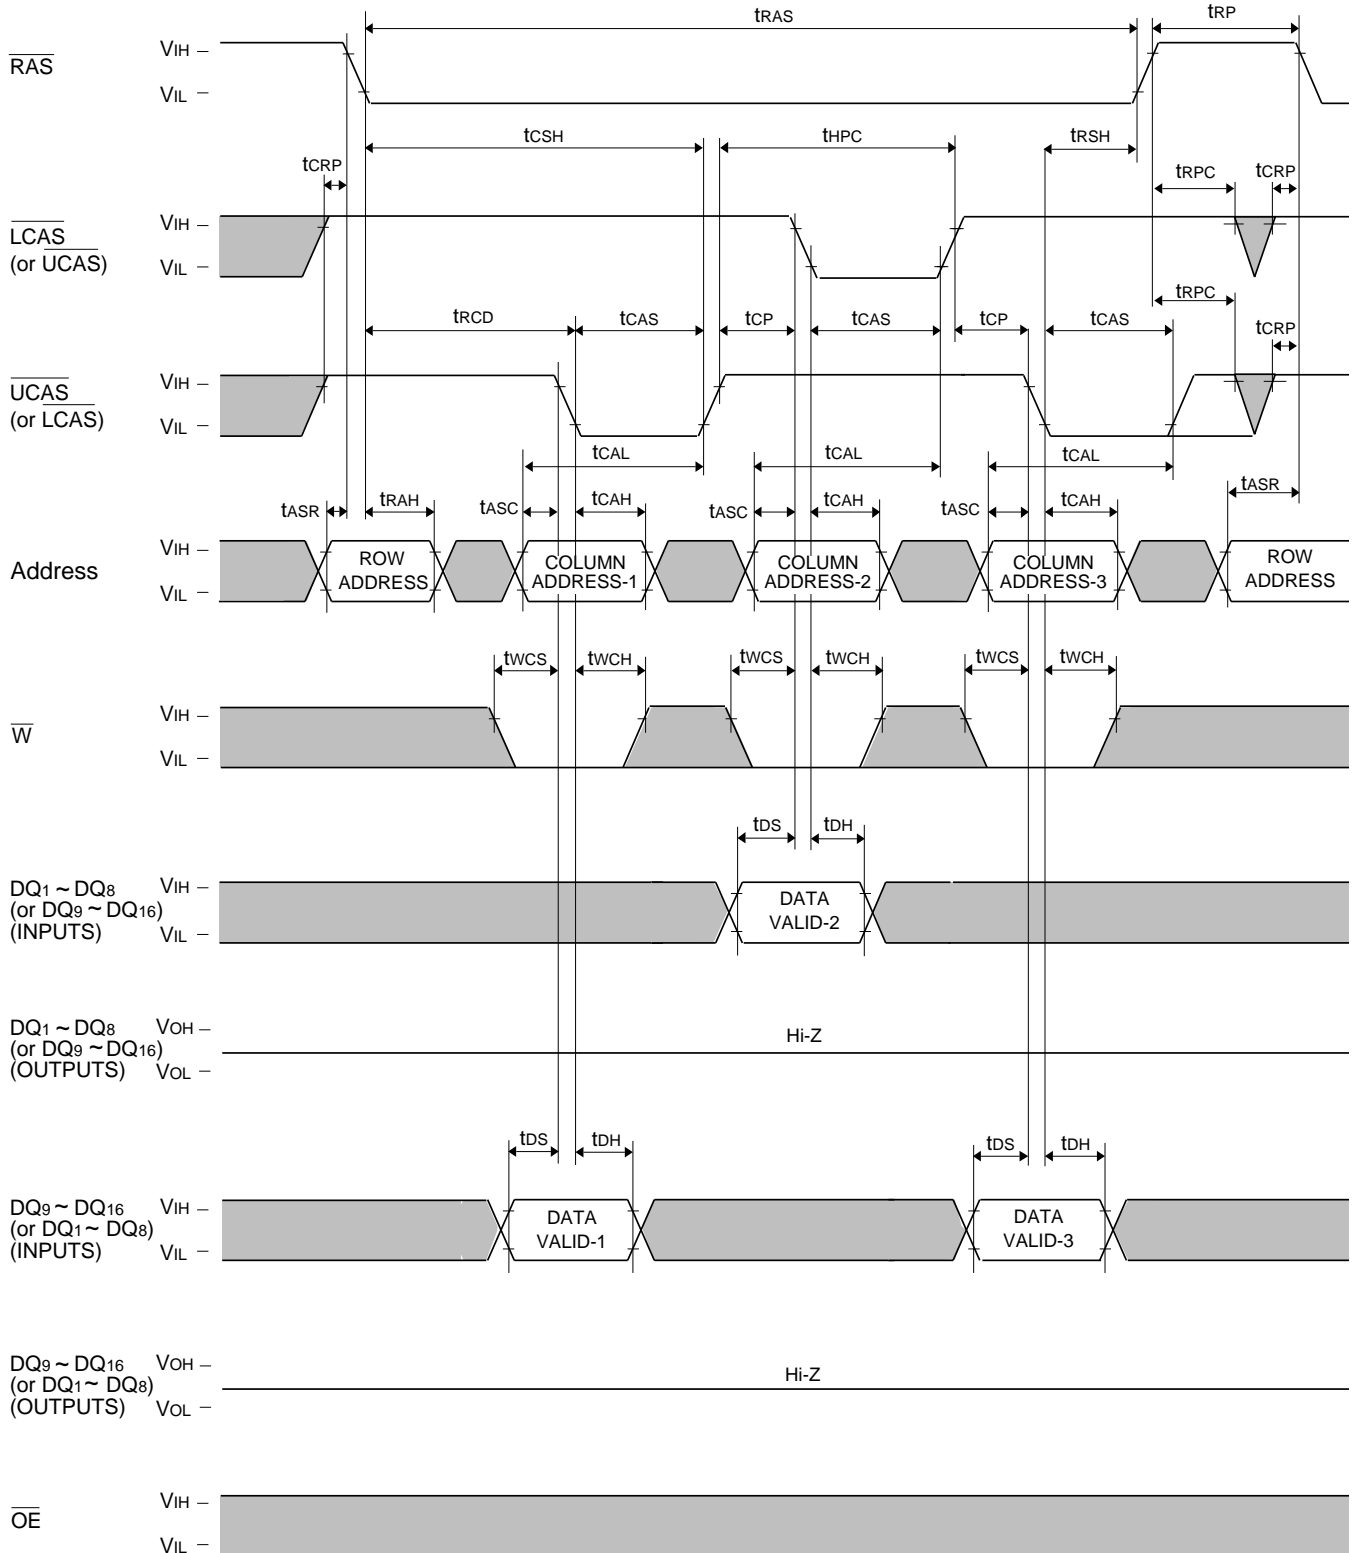 tRAS
tRP
RAS
VIH –
VIL –
tCSH
tHPC
tRSH
tCRP
tRPC
tCRP
LCAS
(or UCAS)
VIH –
VIL –
tRPC
tRCD
tCAS
tCP
tCAS
tCP
tCAS
tCRP
UCAS
(or LCAS)
VIH –
VIL –
tCAL
tCAL
tCAL
tASR
tRAH
tASC
tCAH
tASC
tCAH
tASC
tCAH
tASR
Address
VIH –
VIL –
ROW
ADDRESS
COLUMN
ADDRESS-1
COLUMN
ADDRESS-2
COLUMN
ADDRESS-3
ROW
ADDRESS
tWCS
tWCH
tWCS
tWCH
tWCS
tWCH
W
VIH –
VIL –
tDS
tDH
DQ1 ~ DQ8
(or DQ9 ~ DQ16)
(INPUTS)
VIH –
VIL –
DATA
VALID-2
DQ1 ~ DQ8
(or DQ9 ~ DQ16)
(OUTPUTS)
VOH –
VOL –
Hi-Z
tDS
tDH
tDS
tDH
DQ9 ~ DQ16
(or DQ1 ~ DQ8)
(INPUTS)
VIH –
VIL –
DATA
VALID-1
DATA
VALID-3
DQ9 ~ DQ16
(or DQ1 ~ DQ8)
(OUTPUTS)
VOH –
VOL –
Hi-Z
OE
VIH –
VIL –